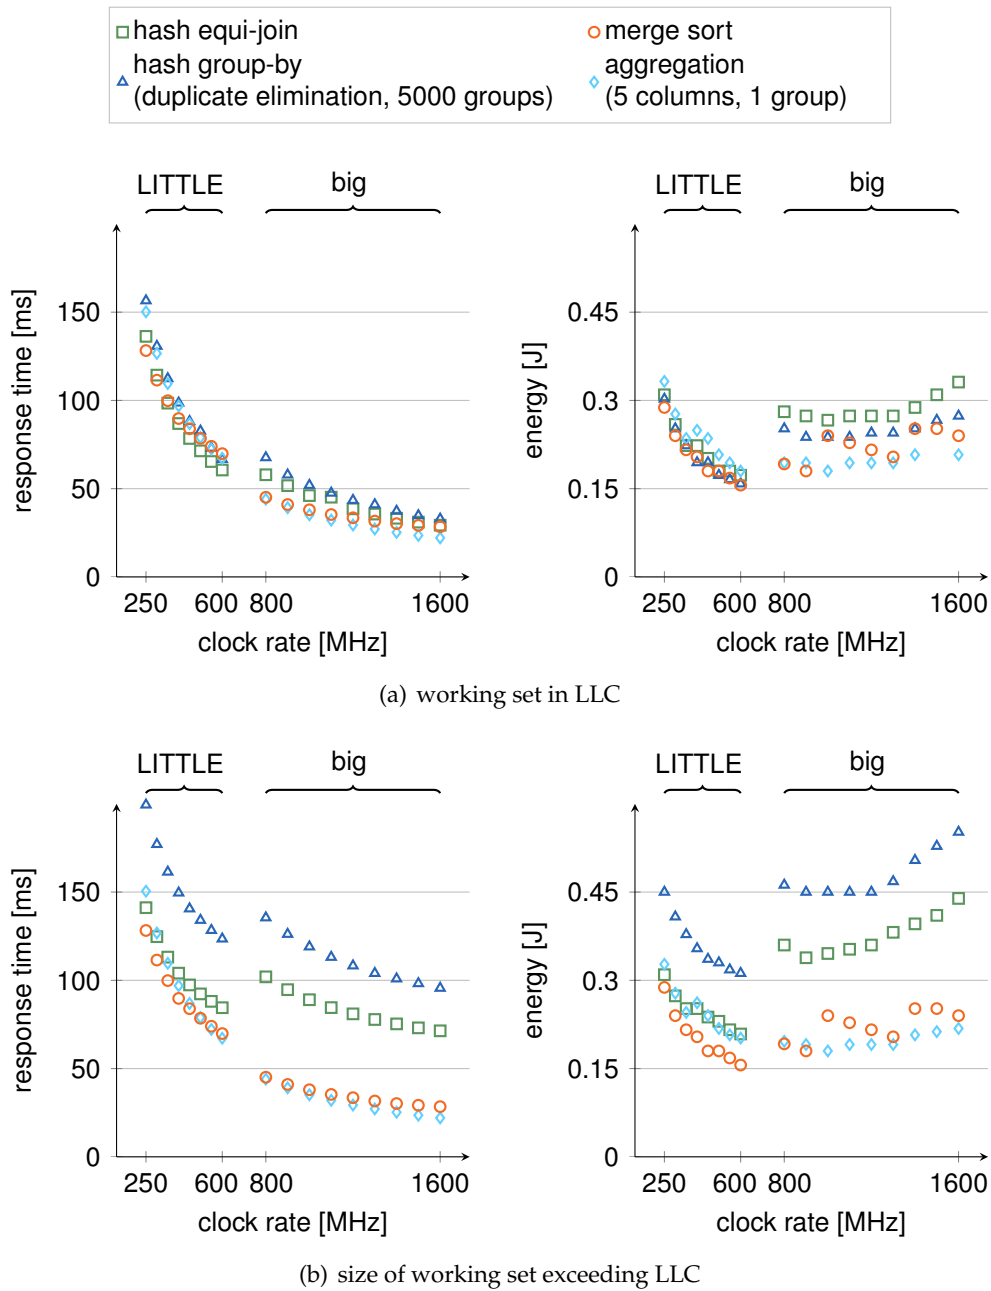 hash equi-join
merge sort
hash group-by
(duplicate elimination, 5000 groups)
aggregation
(5 columns, 1 group)
LITTLE
big
response time [ms]
150
100
50
0
250
600
800
1600
clock rate [MHz]
LITTLE
big
energy [J]
0.45
0.3
0.15
0
250
600
800
1600
clock rate [MHz]
(a) working set in LLC
LITTLE
big
response time [ms]
150
100
50
0
250
600
800
1600
clock rate [MHz]
LITTLE
big
energy [J]
0.45
0.3
0.15
0
250
600
800
1600
clock rate [MHz]
(b) size of working set exceeding LLC